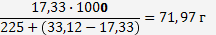 17,33 · 1000
225 + (33,12 − 17,33) = 71,97 г